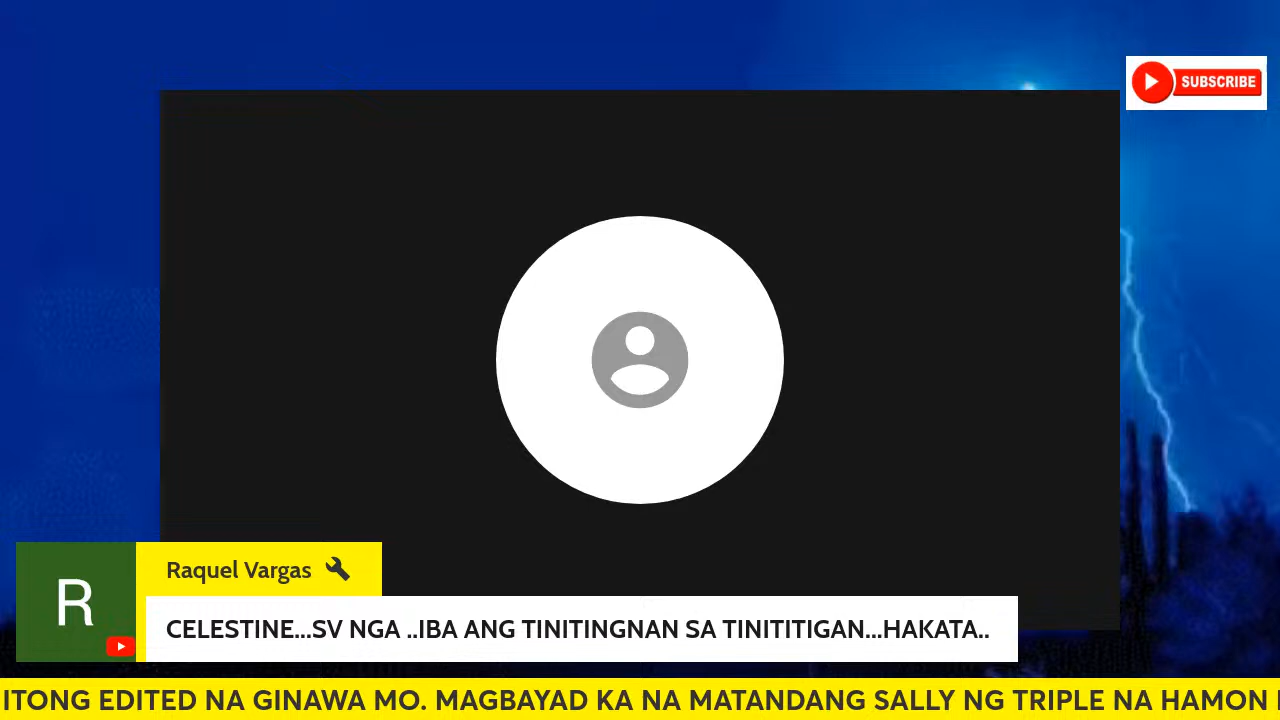 SUBSCRIBE
R
Raquel Vargas
CELESTINE...SV NGA ..IBA ANG TINITINGNAN SA TINITITIGAN...HAKATA..
ITONG EDITED NA GINAWA MO. MAGBAYAD KA NA MATANDANG SALLY NG TRIPLE NA HAMON